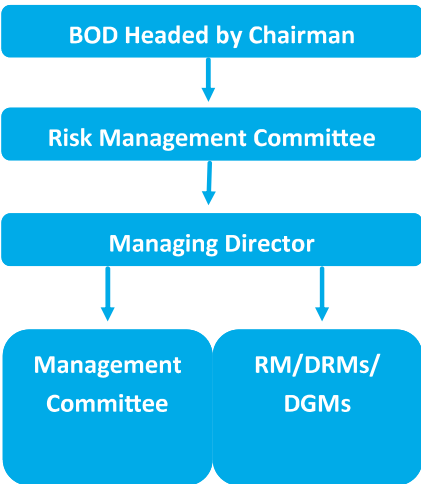 BOD Headed by Chairman
Risk Management Committee
Managing Director
Management
Committee
RM/DRMs/
DGMs